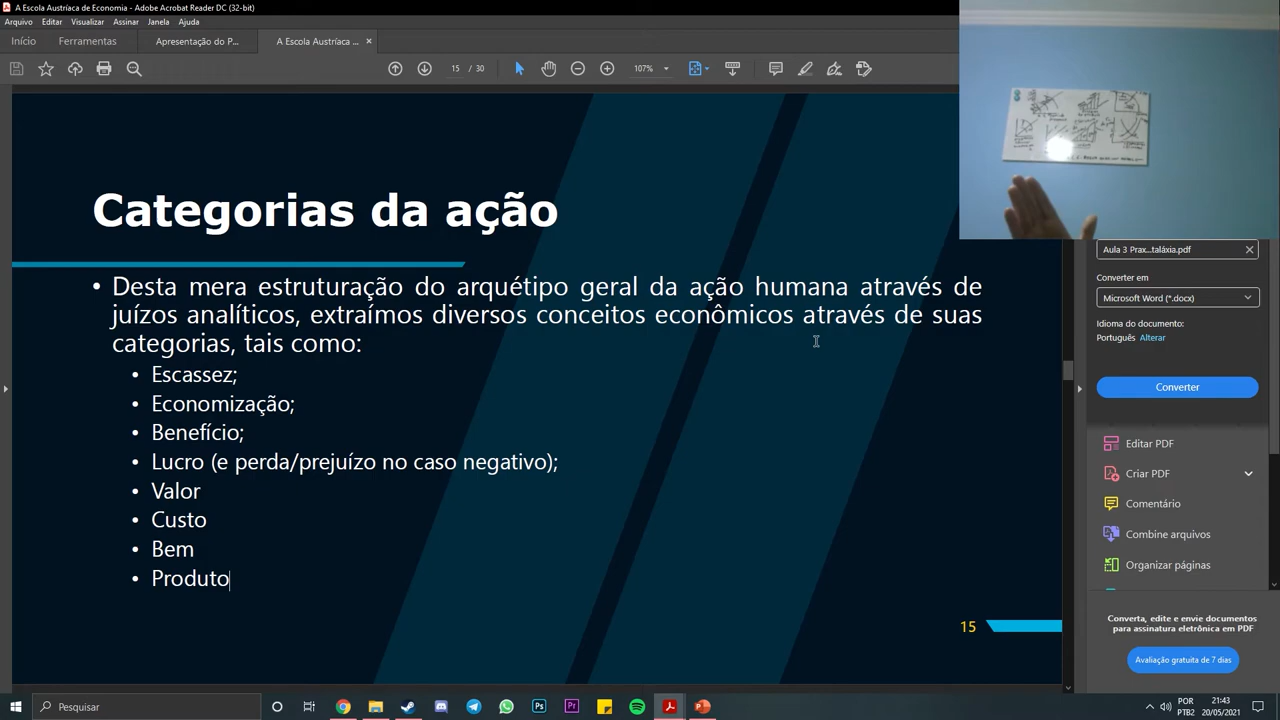 A Escola Austríaca de Economia - Adobe Acrobat Reader DC (32-bit)
Arquivo Editar Visualizar Assinar Janela Ajuda
Início Ferramentas Apresentação do P... A Escola Austríaca ...
15 / 30 107%
Aula 3 Prax...taláxia.pdf
Converter em
Microsoft Word (*.docx)
Idioma do documento:
Português Alterar
Converter
Editar PDF
Criar PDF
Comentário
Combine arquivos
Organizar páginas
Converta, edite e envie documentos
para assinatura eletrônica em PDF
Avaliação gratuita de 7 dias
Categorias da ação
• Desta mera estruturação do arquétipo geral da ação humana através de
juízos analíticos, extraímos diversos conceitos econômicos através de suas
categorias, tais como:
• Escassez;
• Economização;
• Benefício;
• Lucro (e perda/prejuízo no caso negativo);
• Valor
• Custo
• Bem
• Produto
15
Pesquisar
POR
PTB2
21:43
20/05/2021